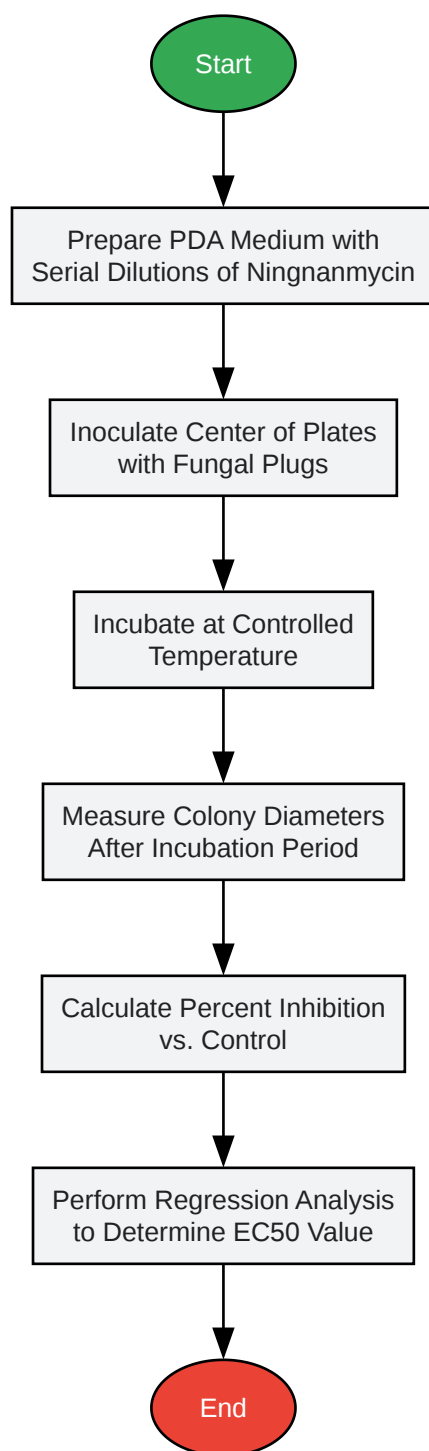 Start
Prepare PDA Medium with
Serial Dilutions of Ningnanmycin
Inoculate Center of Plates
with Fungal Plugs
Incubate at Controlled
Temperature
Measure Colony Diameters
After Incubation Period
Calculate Percent Inhibition
vs. Control
Perform Regression Analysis
to Determine EC50 Value
End